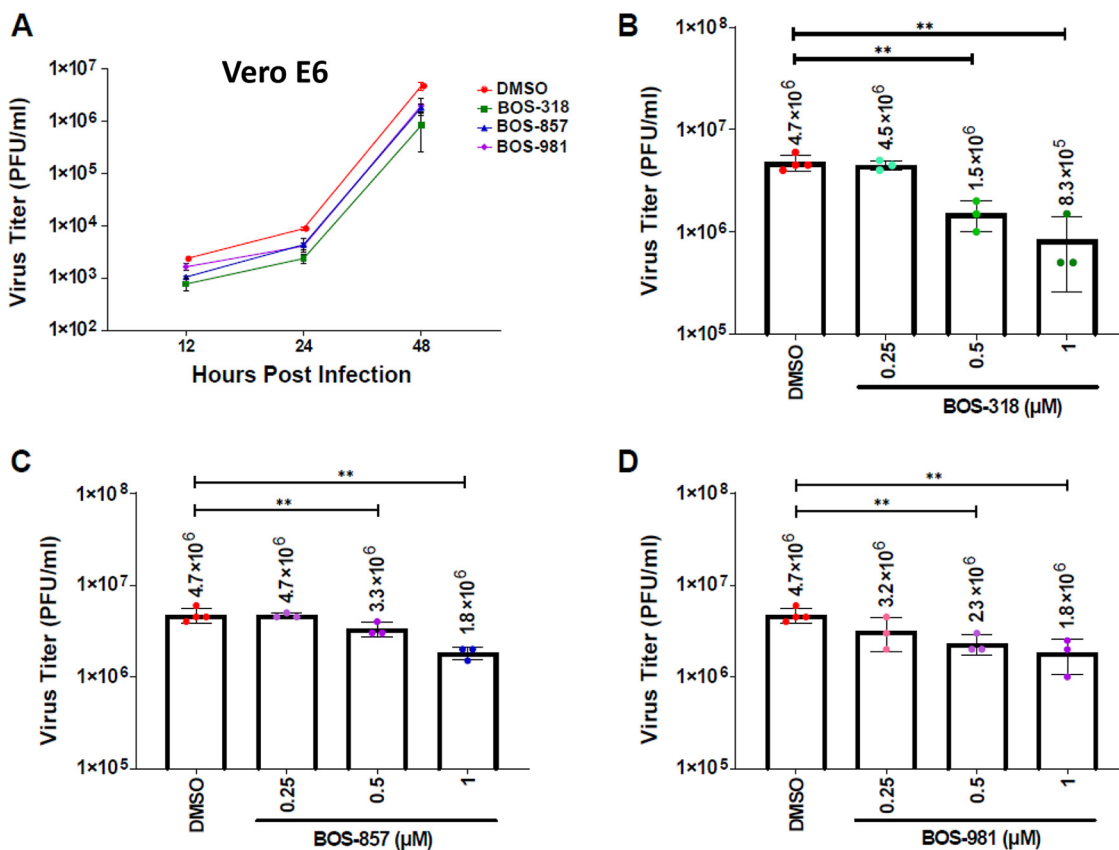 A
Vero E6
Virus Titer (PFU/ml)
1×10⁷
1×10⁶
1×10⁵
1×10⁴
1×10³
1×10²
12
24
48
Hours Post Infection
DMSO
BOS-318
BOS-857
BOS-981
B
Virus Titer (PFU/ml)
1×10⁸
1×10⁷
1×10⁶
1×10⁵
**
**
4.7×10⁶
4.5×10⁶
1.5×10⁶
8.3×10⁵
DMSO
0.25
0.5
1
BOS-318 (µM)
C
Virus Titer (PFU/ml)
1×10⁸
1×10⁷
1×10⁶
1×10⁵
**
**
4.7×10⁶
4.7×10⁶
3.3×10⁶
1.8×10⁶
DMSO
0.25
0.5
1
BOS-857 (µM)
D
Virus Titer (PFU/ml)
1×10⁸
1×10⁷
1×10⁶
1×10⁵
**
**
4.7×10⁶
3.2×10⁶
2.3×10⁶
1.8×10⁶
DMSO
0.25
0.5
1
BOS-981 (µM)